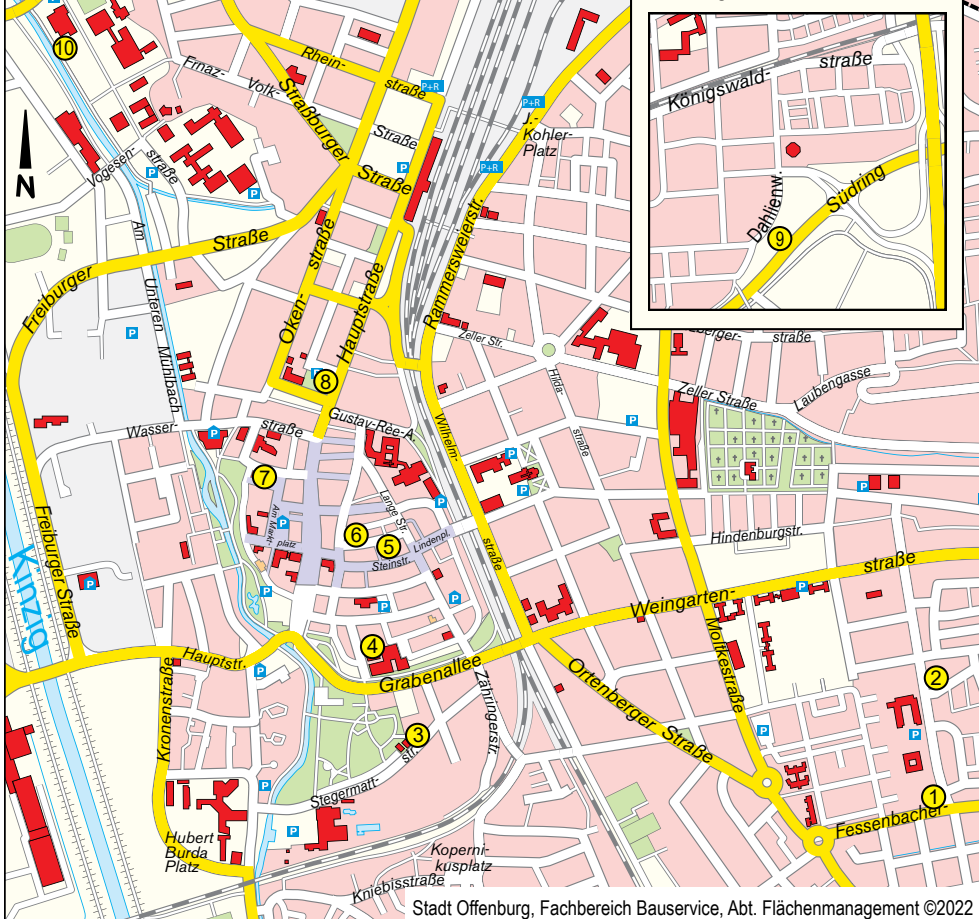 10
Frnaz-
Volk-
Straße
Rhein-
straße
P+R
P+R
P+R
J.-
Kohler-
Platz
Straßburger
Straße
N
Vogesen-
straße
P
P
P
P
Am
Unteren
Mühlbach
Freiburger
Straße
Oken-
straße
Hauptstraße
Rammersweierstr.
Königswald-
straße
Dahlienw.
Südring
9
Zeller Str.
Hilda-
straße
straße
Zeller Straße
Laubengasse
P
8
Gustav-Ree-A.
Wasser-
straße
P
Wilhelm-
straße
P
P
P
P
P
7
Am Markt-
platz
P
Lange Str.
6
5
Steinstr.
Lindenpl.
Hindenburgstr.
Freiburger Straße
Kinzig
P
P
P
P
Weingarten-
straße
P
Moltkestraße
4
Hauptstr.
P
Grabenallee
Kronenstraße
Zähringerstr.
Ortenberger Straße
2
P
P
3
Stegermatt-
str.
P
P
1
Fessenbacher-
Hubert
Burda
Platz
Koperni-
kusplatz
Kniebisstraße
Stadt Offenburg, Fachbereich Bauservice, Abt. Flächenmanagement ©2022